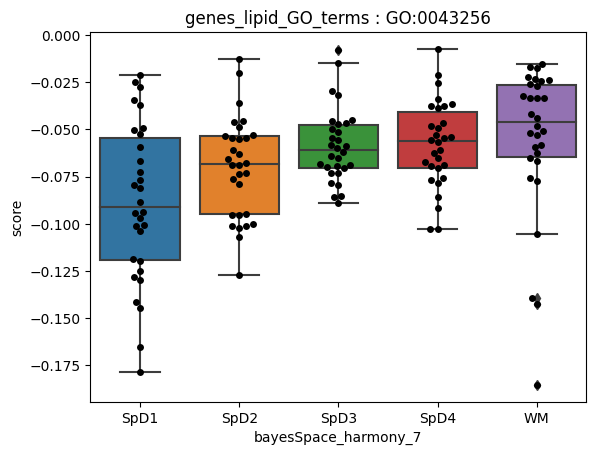 genes_lipid_GO_terms : GO:0043256
0.000
−0.025
−0.050
−0.075
−0.100
−0.125
−0.150
−0.175
score
SpD1 SpD2 SpD3 SpD4 WM
bayesSpace_harmony_7